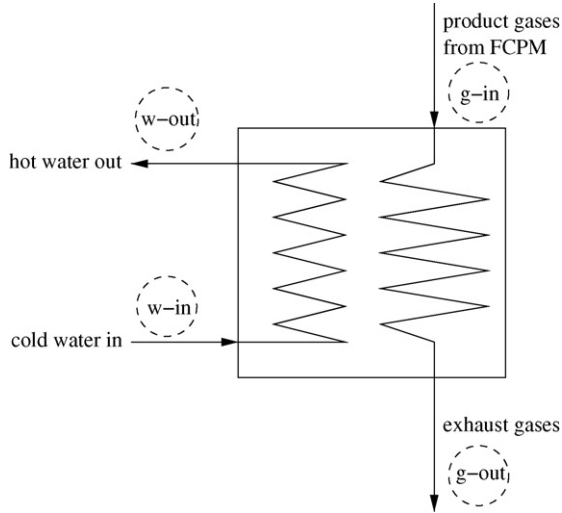 product gases
from FCPM
g−in
w−out
hot water out
w−in
cold water in
exhaust gases
g−out